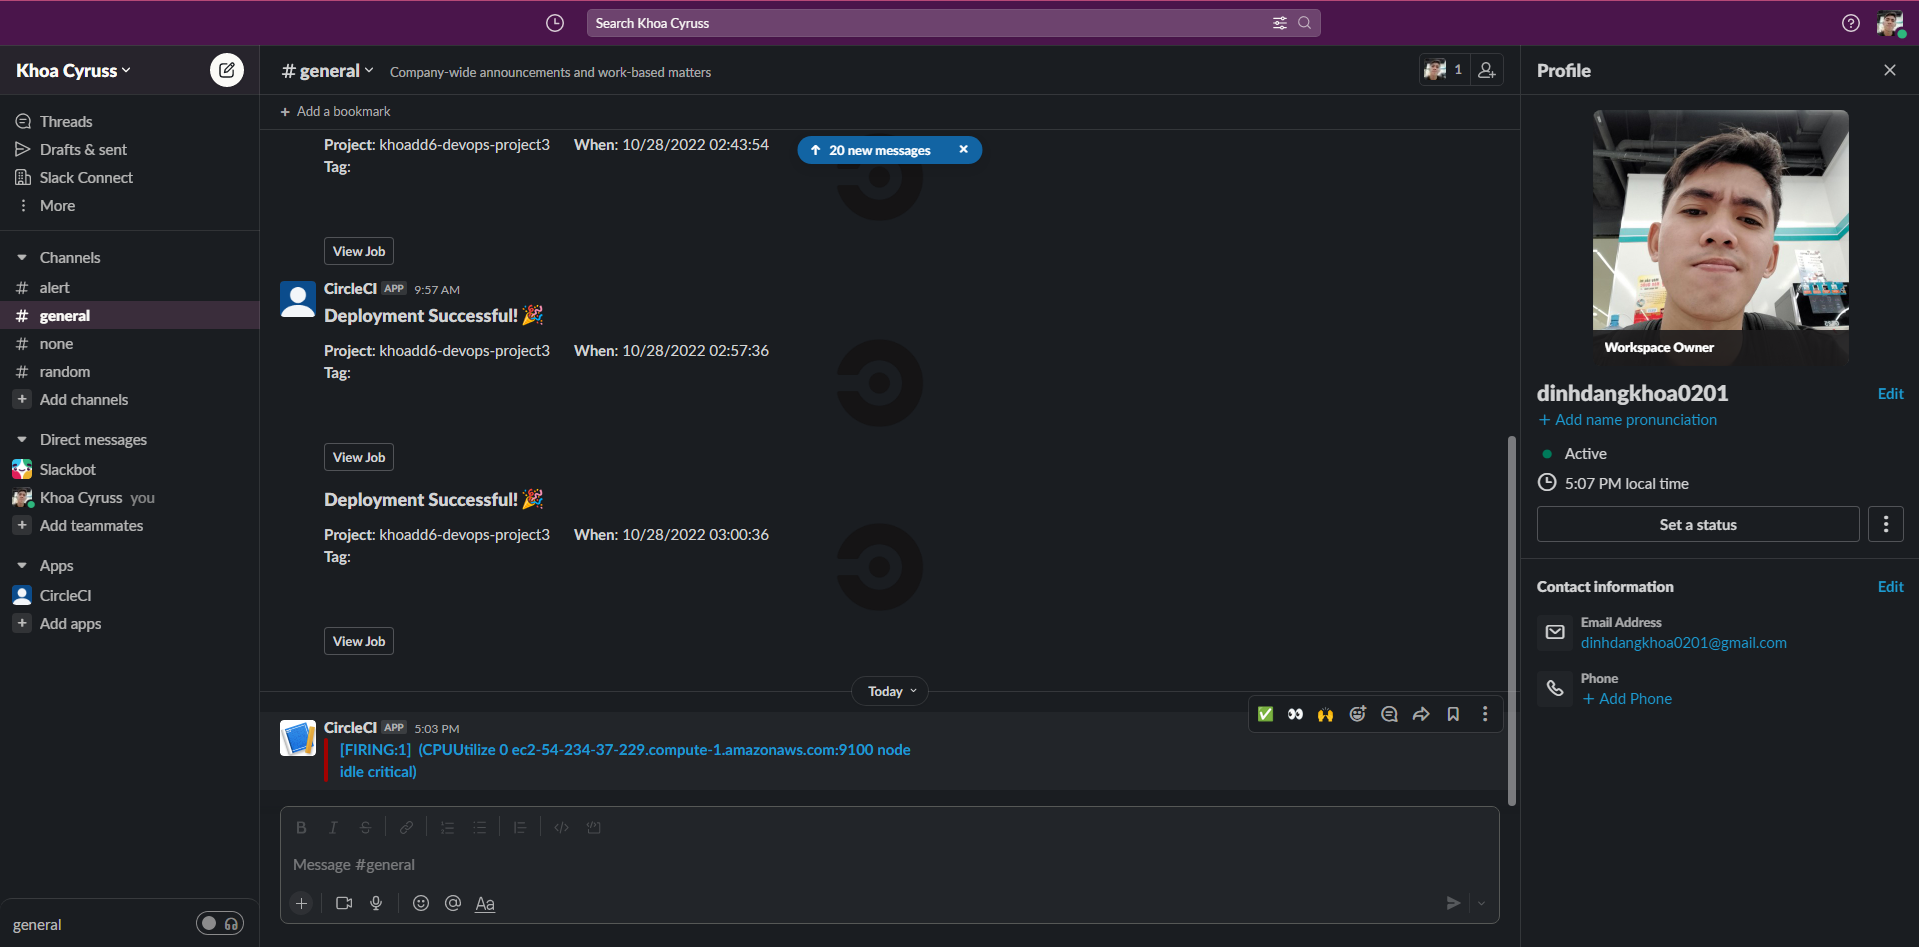 Search Khoa Cyruss
Khoa Cyruss
Threads
Drafts & sent
Slack Connect
More
Channels
# alert
# general
# none
# random
+ Add channels
Direct messages
Slackbot
Khoa Cyruss you
+ Add teammates
Apps
CircleCI
+ Add apps
general
# general
Company-wide announcements and work-based matters
1
+ Add a bookmark
↑ 20 new messages ×
Project: khoadd6-devops-project3 When: 10/28/2022 02:43:54
Tag:
View Job
CircleCI APP 9:57 AM
Deployment Successful! 🎉
Project: khoadd6-devops-project3 When: 10/28/2022 02:57:36
Tag:
View Job
Deployment Successful! 🎉
Project: khoadd6-devops-project3 When: 10/28/2022 03:00:36
Tag:
View Job
Today
CircleCI APP 5:03 PM
[FIRING:1] (CPUUtilize 0 ec2-54-234-37-229.compute-1.amazonaws.com:9100 node
idle critical)
B I S
Message #general
@ Aa
Profile
Workspace Owner
dinhdangkhoa0201 Edit
+ Add name pronunciation
Active
5:07 PM local time
Set a status
Contact information Edit
Email Address
dinhdangkhoa0201@gmail.com
Phone
+ Add Phone